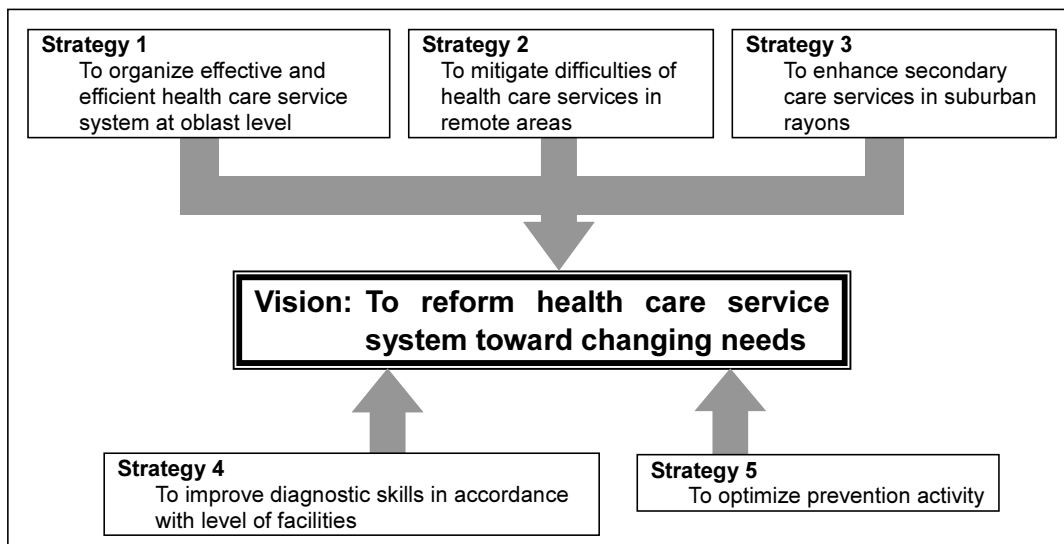 Strategy 1
To organize effective and
efficient health care service
system at oblast level
Strategy 2
To mitigate difficulties of
health care services in
remote areas
Strategy 3
To enhance secondary
care services in suburban
rayons
Vision: To reform health care service
system toward changing needs
Strategy 4
To improve diagnostic skills in accordance
with level of facilities
Strategy 5
To optimize prevention activity